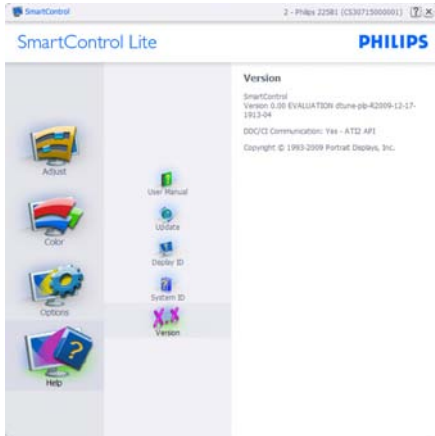 SmartControl
2 - Philips 225B1 (CS30715000001)
SmartControl Lite
PHILIPS
Adjust
Color
Options
Help
User Manual
Update
Display ID
System ID
X.X
Version
Version
SmartControl
Version 0.00 EVALUATION dtune-plp-R2009-12-17-
1913-04
DDC/CI Communication: Yes - ATI2 API
Copyright © 1993-2009 Portrait Displays, Inc.